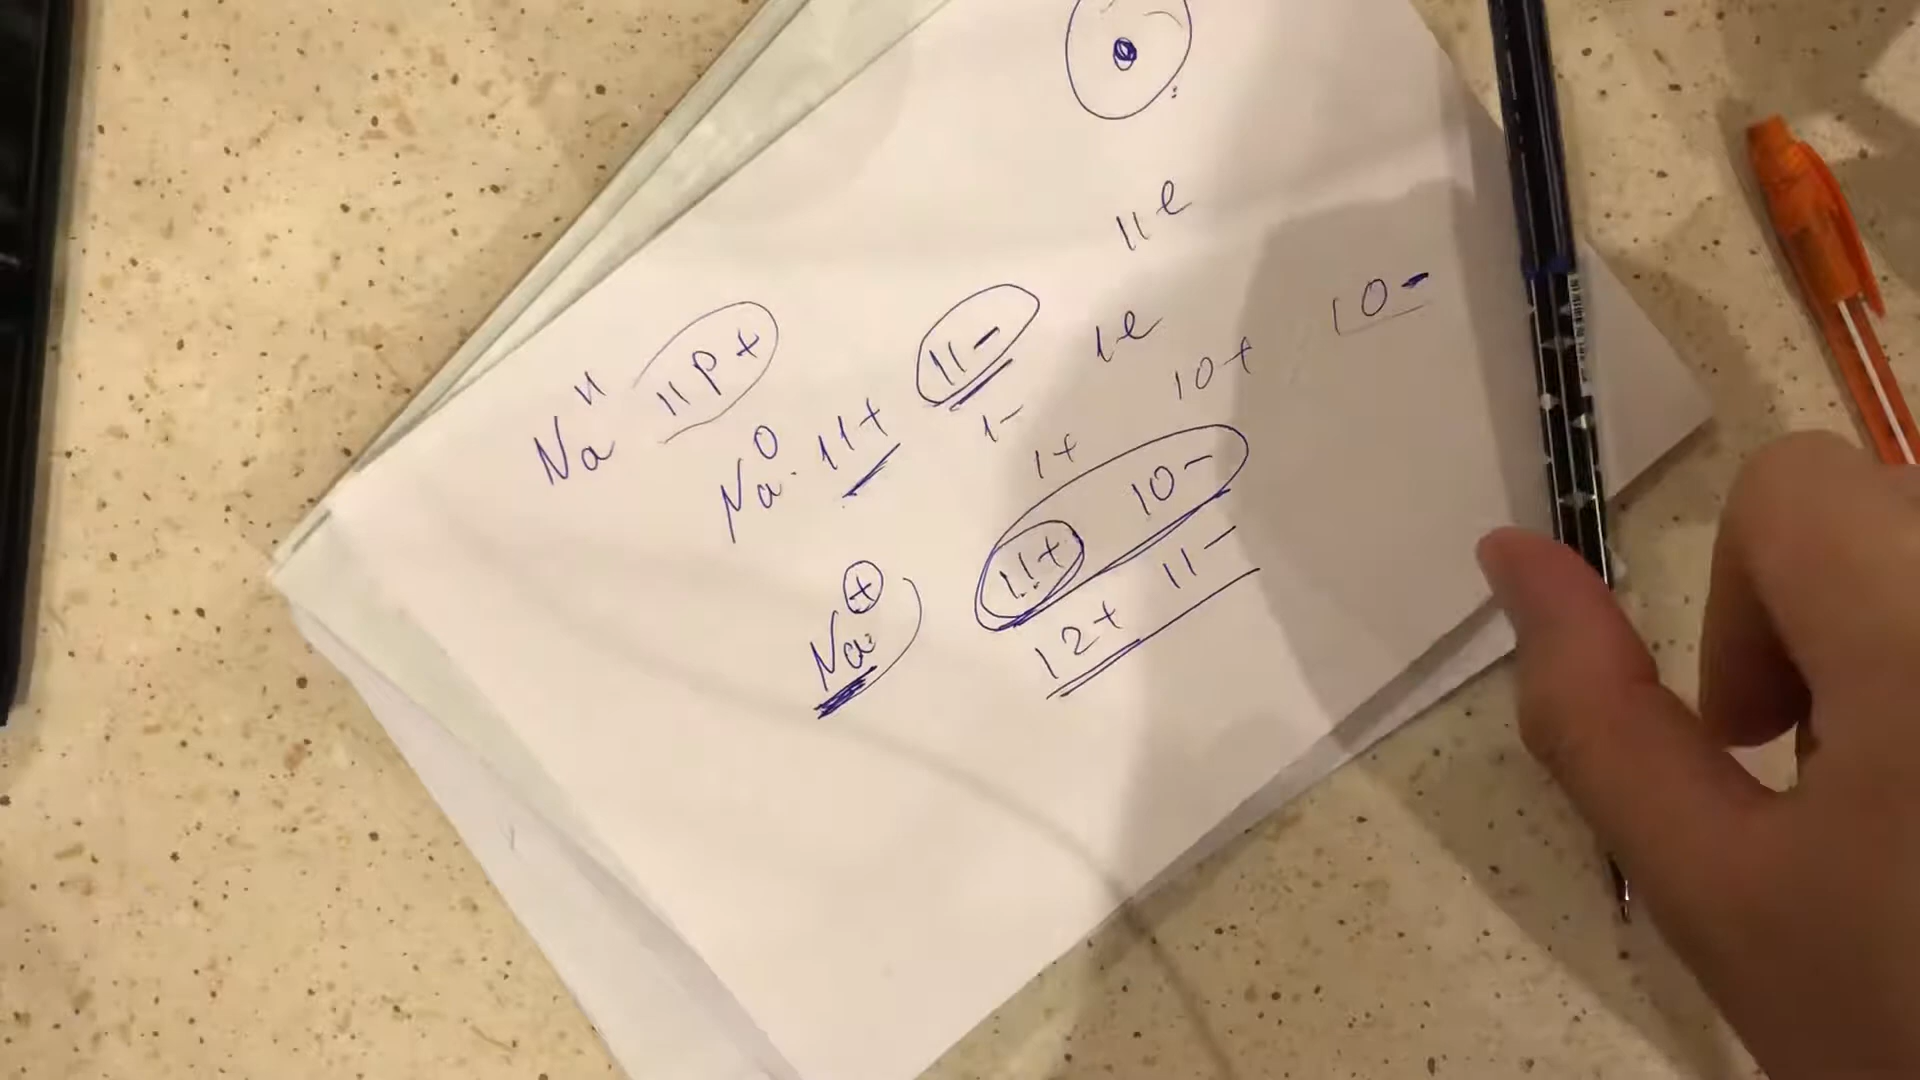 11e
Na 11 11p+
Na 0 11+ 11- 1e
1- 10+ 10-
1+
Na + 11+ 10-
12+ 11-